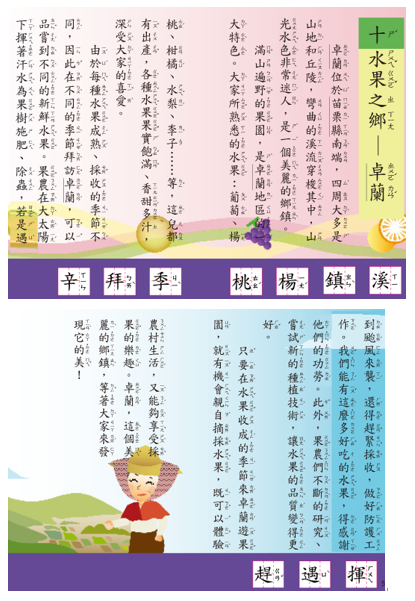 十 水果之鄉——卓蘭
卓蘭位於苗栗縣南端，四周大多是
山地和丘陵，彎曲的溪流穿梭其中，山
光水色非常迷人，是一個美麗的鄉鎮。
滿山遍野的果園，是卓蘭地區的一
大特色。大家所熟悉的水果：葡萄、楊
桃、柑橘、水梨、李子……等，這兒都
有出產，各種水果果實飽滿、香甜多汁，
深受大家的喜愛。
由於每種水果成熟、採收的季節不
同，因此在不同的季節拜訪卓蘭，可以
品嘗到不同的新鮮水果。果農在大太陽
下揮著汗水為果樹施肥、除蟲，若是遇
溪 鎮 楊 桃 季 拜 辛
到颱風來襲，還得趕緊採收，做好防護工
作。我們能有這麼多好吃的水果，得感謝
他們的功勞。此外，果農們不斷的研究、
嘗試新的種植技術，讓水果的品質變得更
好。
只要在水果收成的季節來卓蘭遊果
園，就有機會親自摘採水果，既可以體驗
農村生活，又能夠享受採
果的樂趣。卓蘭，這個美
麗的鄉鎮，等著大家來發
現它的美！
揮 遇 趕